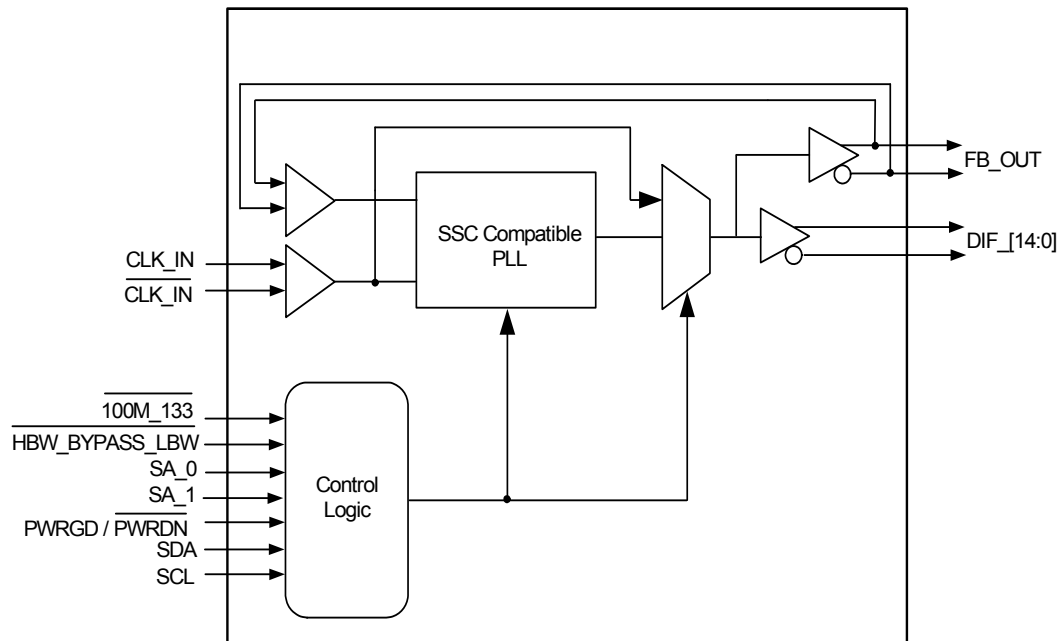 FB_OUT
SSC Compatible
PLL
DIF_[14:0]
CLK_IN
CLK_IN
100M_133
HBW_BYPASS_LBW
SA_0
SA_1
PWRGD / PWRDN
SDA
SCL
Control
Logic